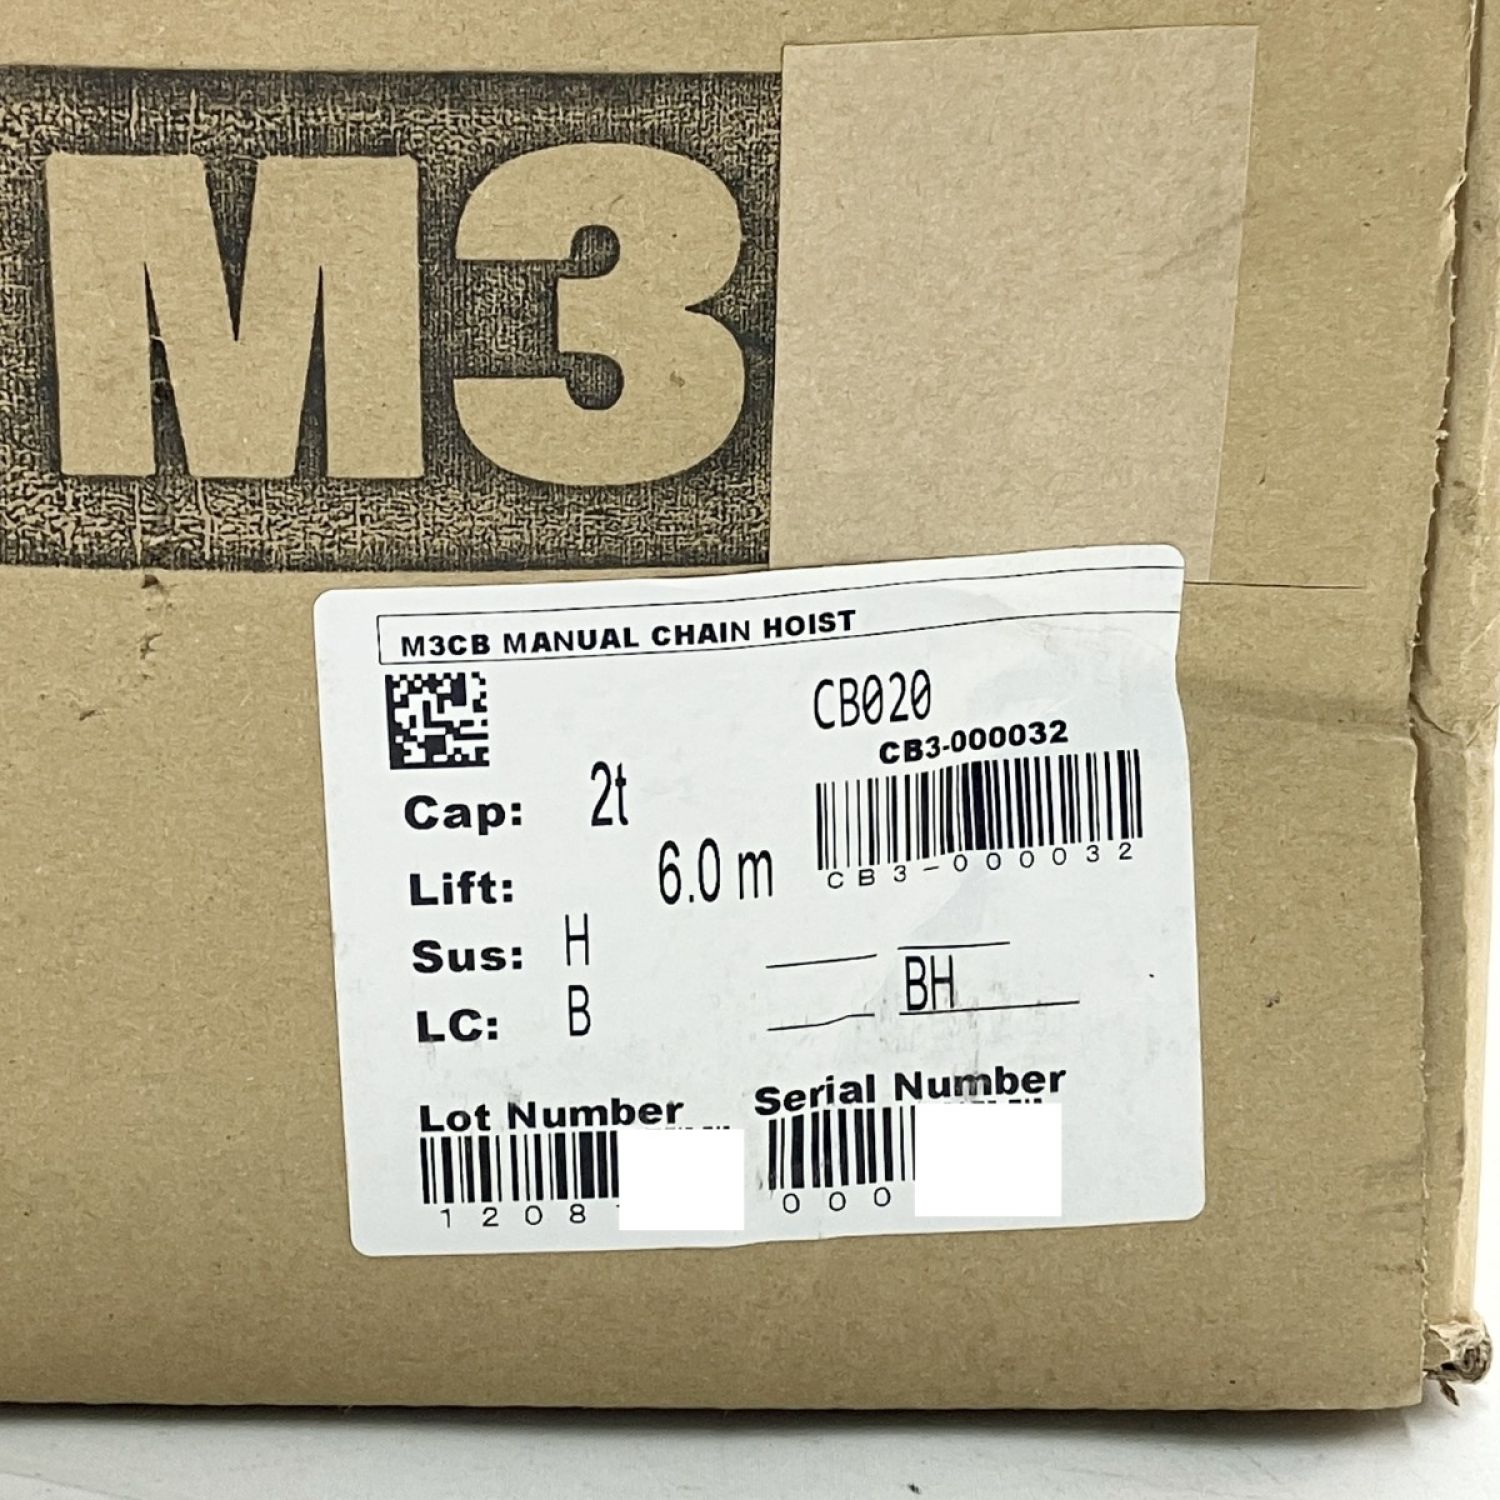 M3
M3CB MANUAL CHAIN HOIST
CB020
CB3-000032
CB3-000032
Cap: 2t
Lift: 6.0 m
Sus: H
LC: B
BH
Lot Number
1208
Serial Number
000